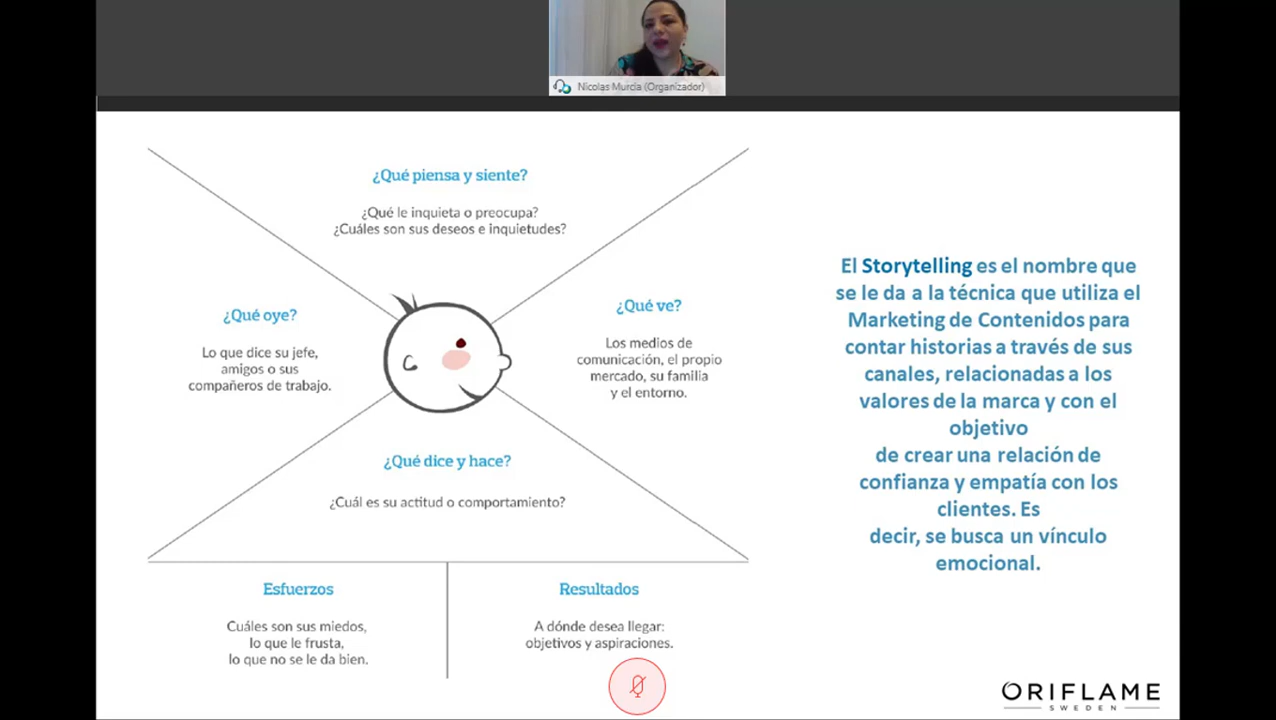 Nicolas Murcia (Organizador)
¿Qué piensa y siente?
¿Qué le inquieta o preocupa?
¿Cuáles son sus deseos e inquietudes?
¿Qué oye?
Lo que dice su jefe,
amigos o sus
compañeros de trabajo.
¿Qué ve?
Los medios de
comunicación, el propio
mercado, su familia
y el entorno.
¿Qué dice y hace?
¿Cuál es su actitud o comportamiento?
Esfuerzos
Cuáles son sus miedos,
lo que le frusta,
lo que no se le da bien.
Resultados
A dónde desea llegar:
objetivos y aspiraciones.
El Storytelling es el nombre que
se le da a la técnica que utiliza el
Marketing de Contenidos para
contar historias a través de sus
canales, relacionadas a los
valores de la marca y con el
objetivo
de crear una relación de
confianza y empatía con los
clientes. Es
decir, se busca un vínculo
emocional.
ORIFLAME
SWEDEN